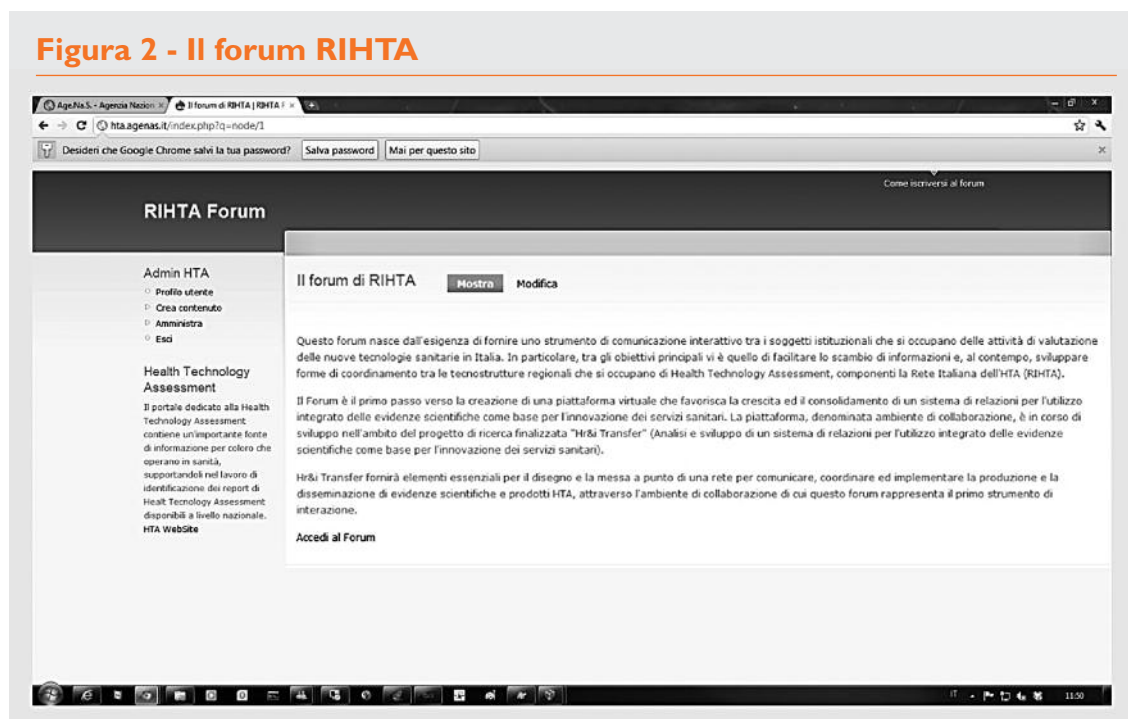 Figura 2 - Il forum RIHTA
Age.Na.S. - Agenzia Nazion
Il forum di RIHTA | RIHTA F
hta.agenas.it/index.php?q=node/1
Desideri che Google Chrome salvi la tua password?
Salva password
Mai per questo sito
Come iscriversi al forum
RIHTA Forum
Admin HTA
Profilo utente
Crea contenuto
Amministra
Esci
Health Technology
Assessment
Il portale dedicato alla Health
Technology Assessment
contiene un'importante fonte
di informazione per coloro che
operano in sanità,
supportandoli nel lavoro di
identificazione dei report di
Healt Tecnology Assessment
disponibili a livello nazionale.
HTA WebSite
Il forum di RIHTA
Mostra
Modifica
Questo forum nasce dall'esigenza di fornire uno strumento di comunicazione interattivo tra i soggetti istituzionali che si occupano delle attività di valutazione
delle nuove tecnologie sanitarie in Italia. In particolare, tra gli obiettivi principali vi è quello di facilitare lo scambio di informazioni e, al contempo, sviluppare
forme di coordinamento tra le tecnostrutture regionali che si occupano di Health Technology Assessment, componenti la Rete Italiana dell'HTA (RIHTA).
Il Forum è il primo passo verso la creazione di una piattaforma virtuale che favorisca la crescita ed il consolidamento di un sistema di relazioni per l'utilizzo
integrato delle evidenze scientifiche come base per l'innovazione dei servizi sanitari. La piattaforma, denominata ambiente di collaborazione, è in corso di
sviluppo nell'ambito del progetto di ricerca finalizzata "Hr&i Transfer" (Analisi e sviluppo di un sistema di relazioni per l'utilizzo integrato delle evidenze
scientifiche come base per l'innovazione dei servizi sanitari).
Hr&i Transfer fornirà elementi essenziali per il disegno e la messa a punto di una rete per comunicare, coordinare ed implementare la produzione e la
disseminazione di evidenze scientifiche e prodotti HTA, attraverso l'ambiente di collaborazione di cui questo forum rappresenta il primo strumento di
interazione.
Accedi al Forum
IT
11:50